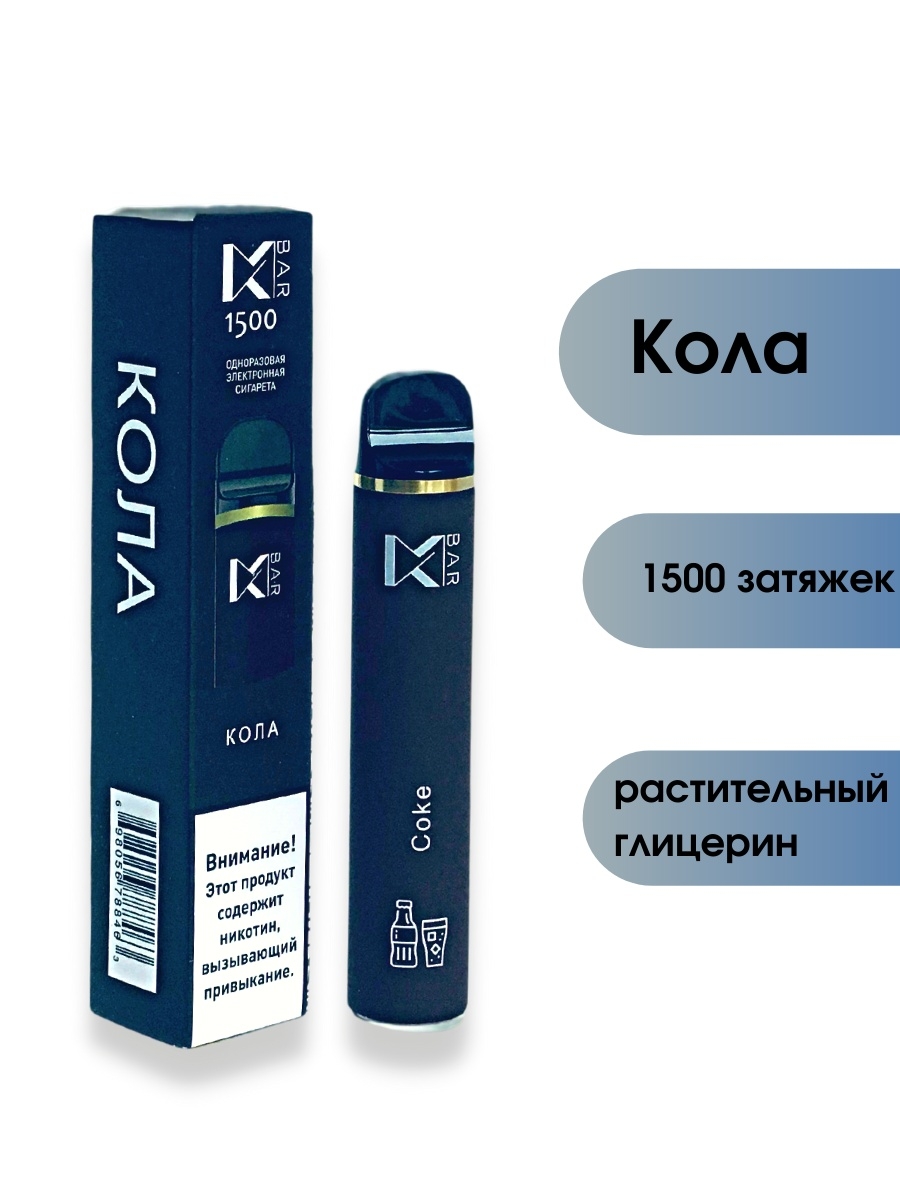 K BAR
1500
ОДНОРАЗОВАЯ
ЭЛЕКТРОННАЯ
СИГАРЕТА
K BAR
КОЛА
Внимание!
Этот продукт
содержит
никотин,
вызывающий
привыкание.
КОЛА
K BAR
Coke
Кола
1500 затяжек
растительный
глицерин